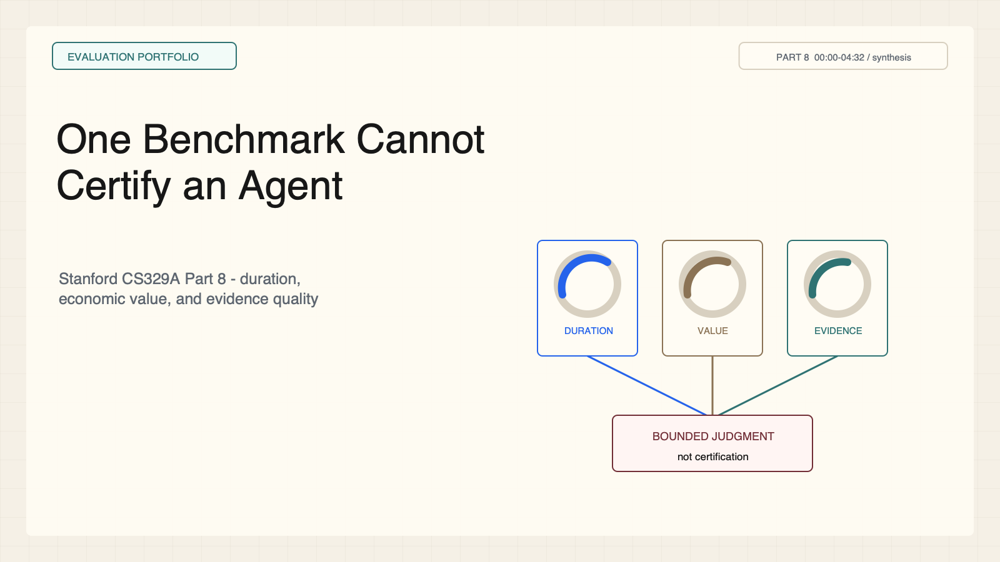 EVALUATION PORTFOLIO
PART 8  00:00-04:32 / synthesis
One Benchmark Cannot
Certify an Agent
Stanford CS329A Part 8 - duration,
economic value, and evidence quality
DURATION
VALUE
EVIDENCE
BOUNDED JUDGMENT
not certification